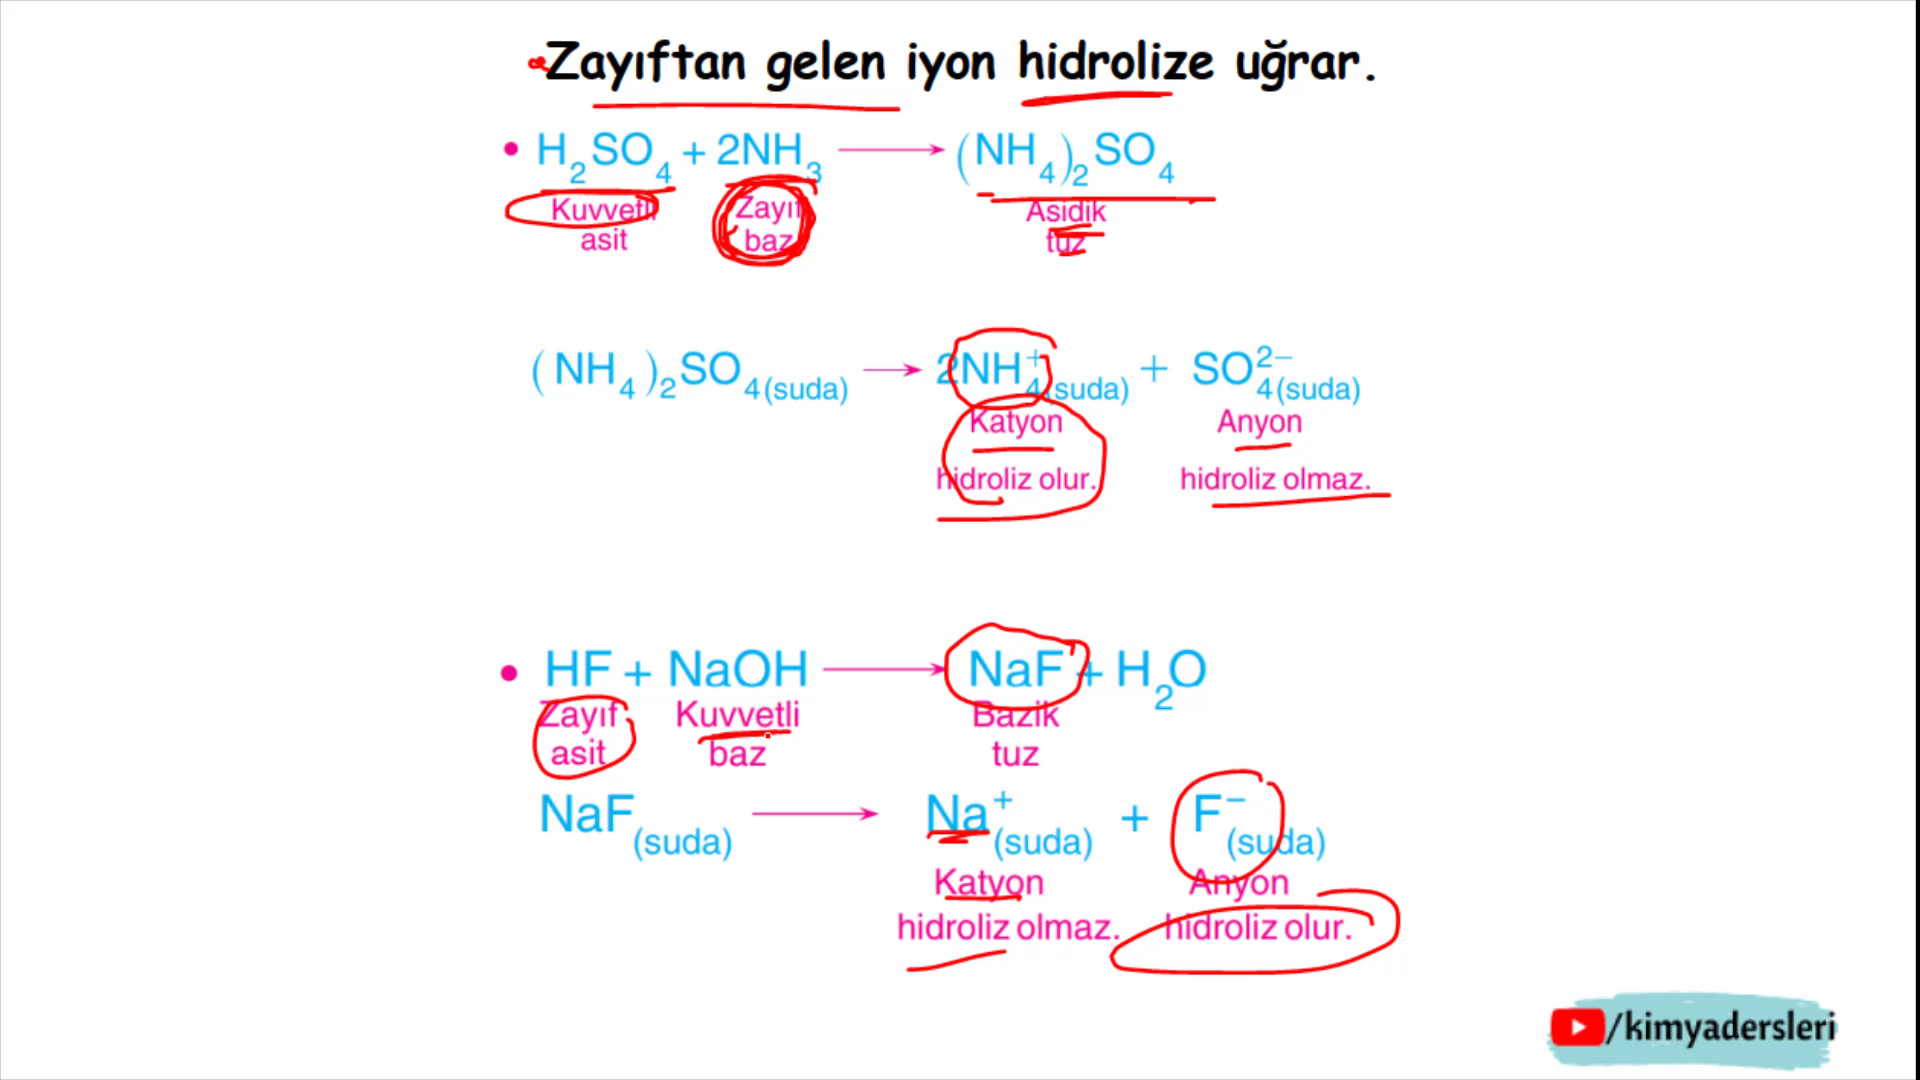 Zayıftan gelen iyon hidrolize uğrar.
• H₂SO₄ + 2NH₃ → (NH₄)₂SO₄
Kuvvetli asit Zayıf baz Asidik tuz
(NH₄)₂SO₄(suda) → 2NH₄⁺(suda) + SO₄²⁻(suda)
Katyon Anyon
hidroliz olur. hidroliz olmaz.
• HF + NaOH → NaF + H₂O
Zayıf asit Kuvvetli baz Bazik tuz
NaF(suda) → Na⁺(suda) + F⁻(suda)
Katyon Anyon
hidroliz olmaz. hidroliz olur.
/kimyadersleri